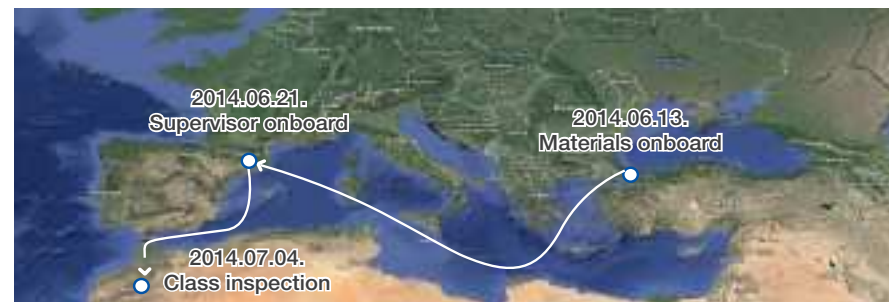 2014.06.21.
Supervisor onboard
2014.06.13.
Materials onboard
2014.07.04.
Class inspection